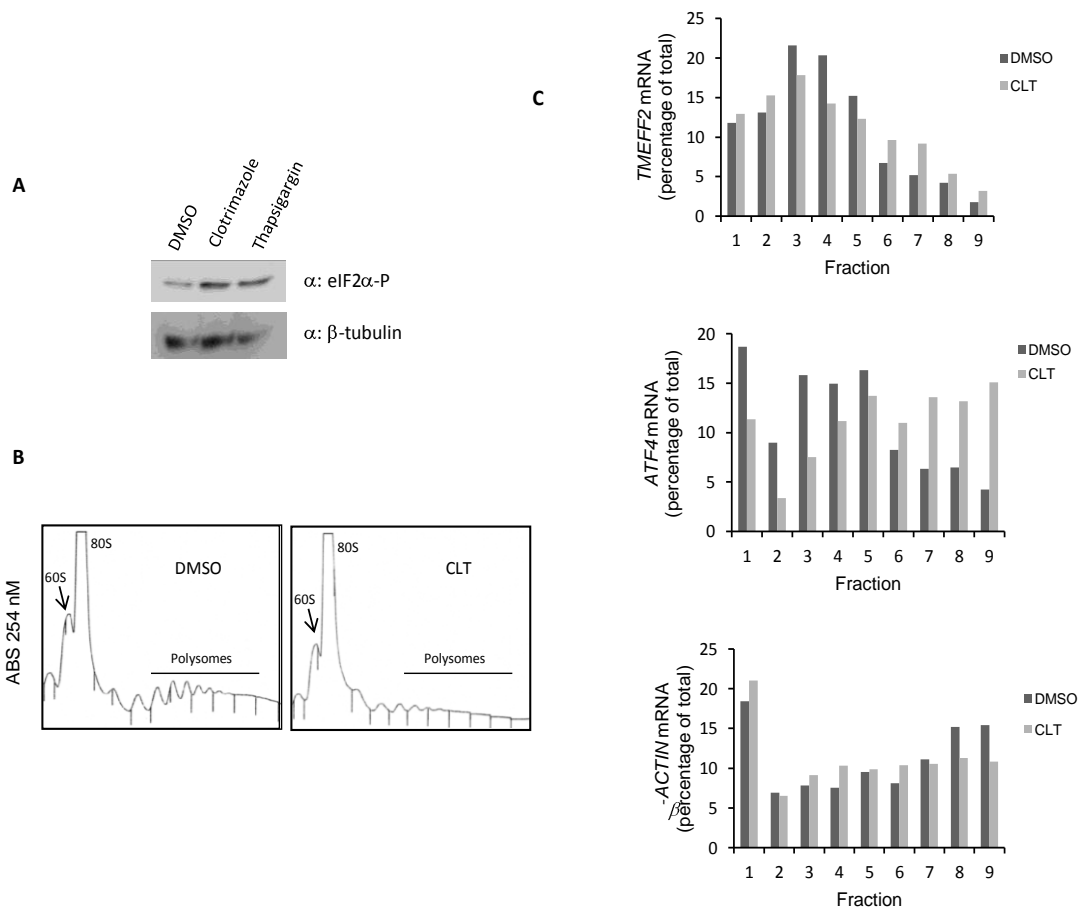 A
DMSO
Clotrimazole
Thapsigargin
α: eIF2α-P
α: β-tubulin
B
ABS 254 nM
60S
80S
DMSO
Polysomes
60S
80S
CLT
Polysomes
C
TMEFF2 mRNA
(percentage of total)
25
20
15
10
5
0
1 2 3 4 5 6 7 8 9
Fraction
DMSO
CLT
ATF4 mRNA
(percentage of total)
20
15
10
5
0
1 2 3 4 5 6 7 8 9
Fraction
DMSO
CLT
β
-ACTIN mRNA
(percentage of total)
25
20
15
10
5
0
1 2 3 4 5 6 7 8 9
Fraction
DMSO
CLT